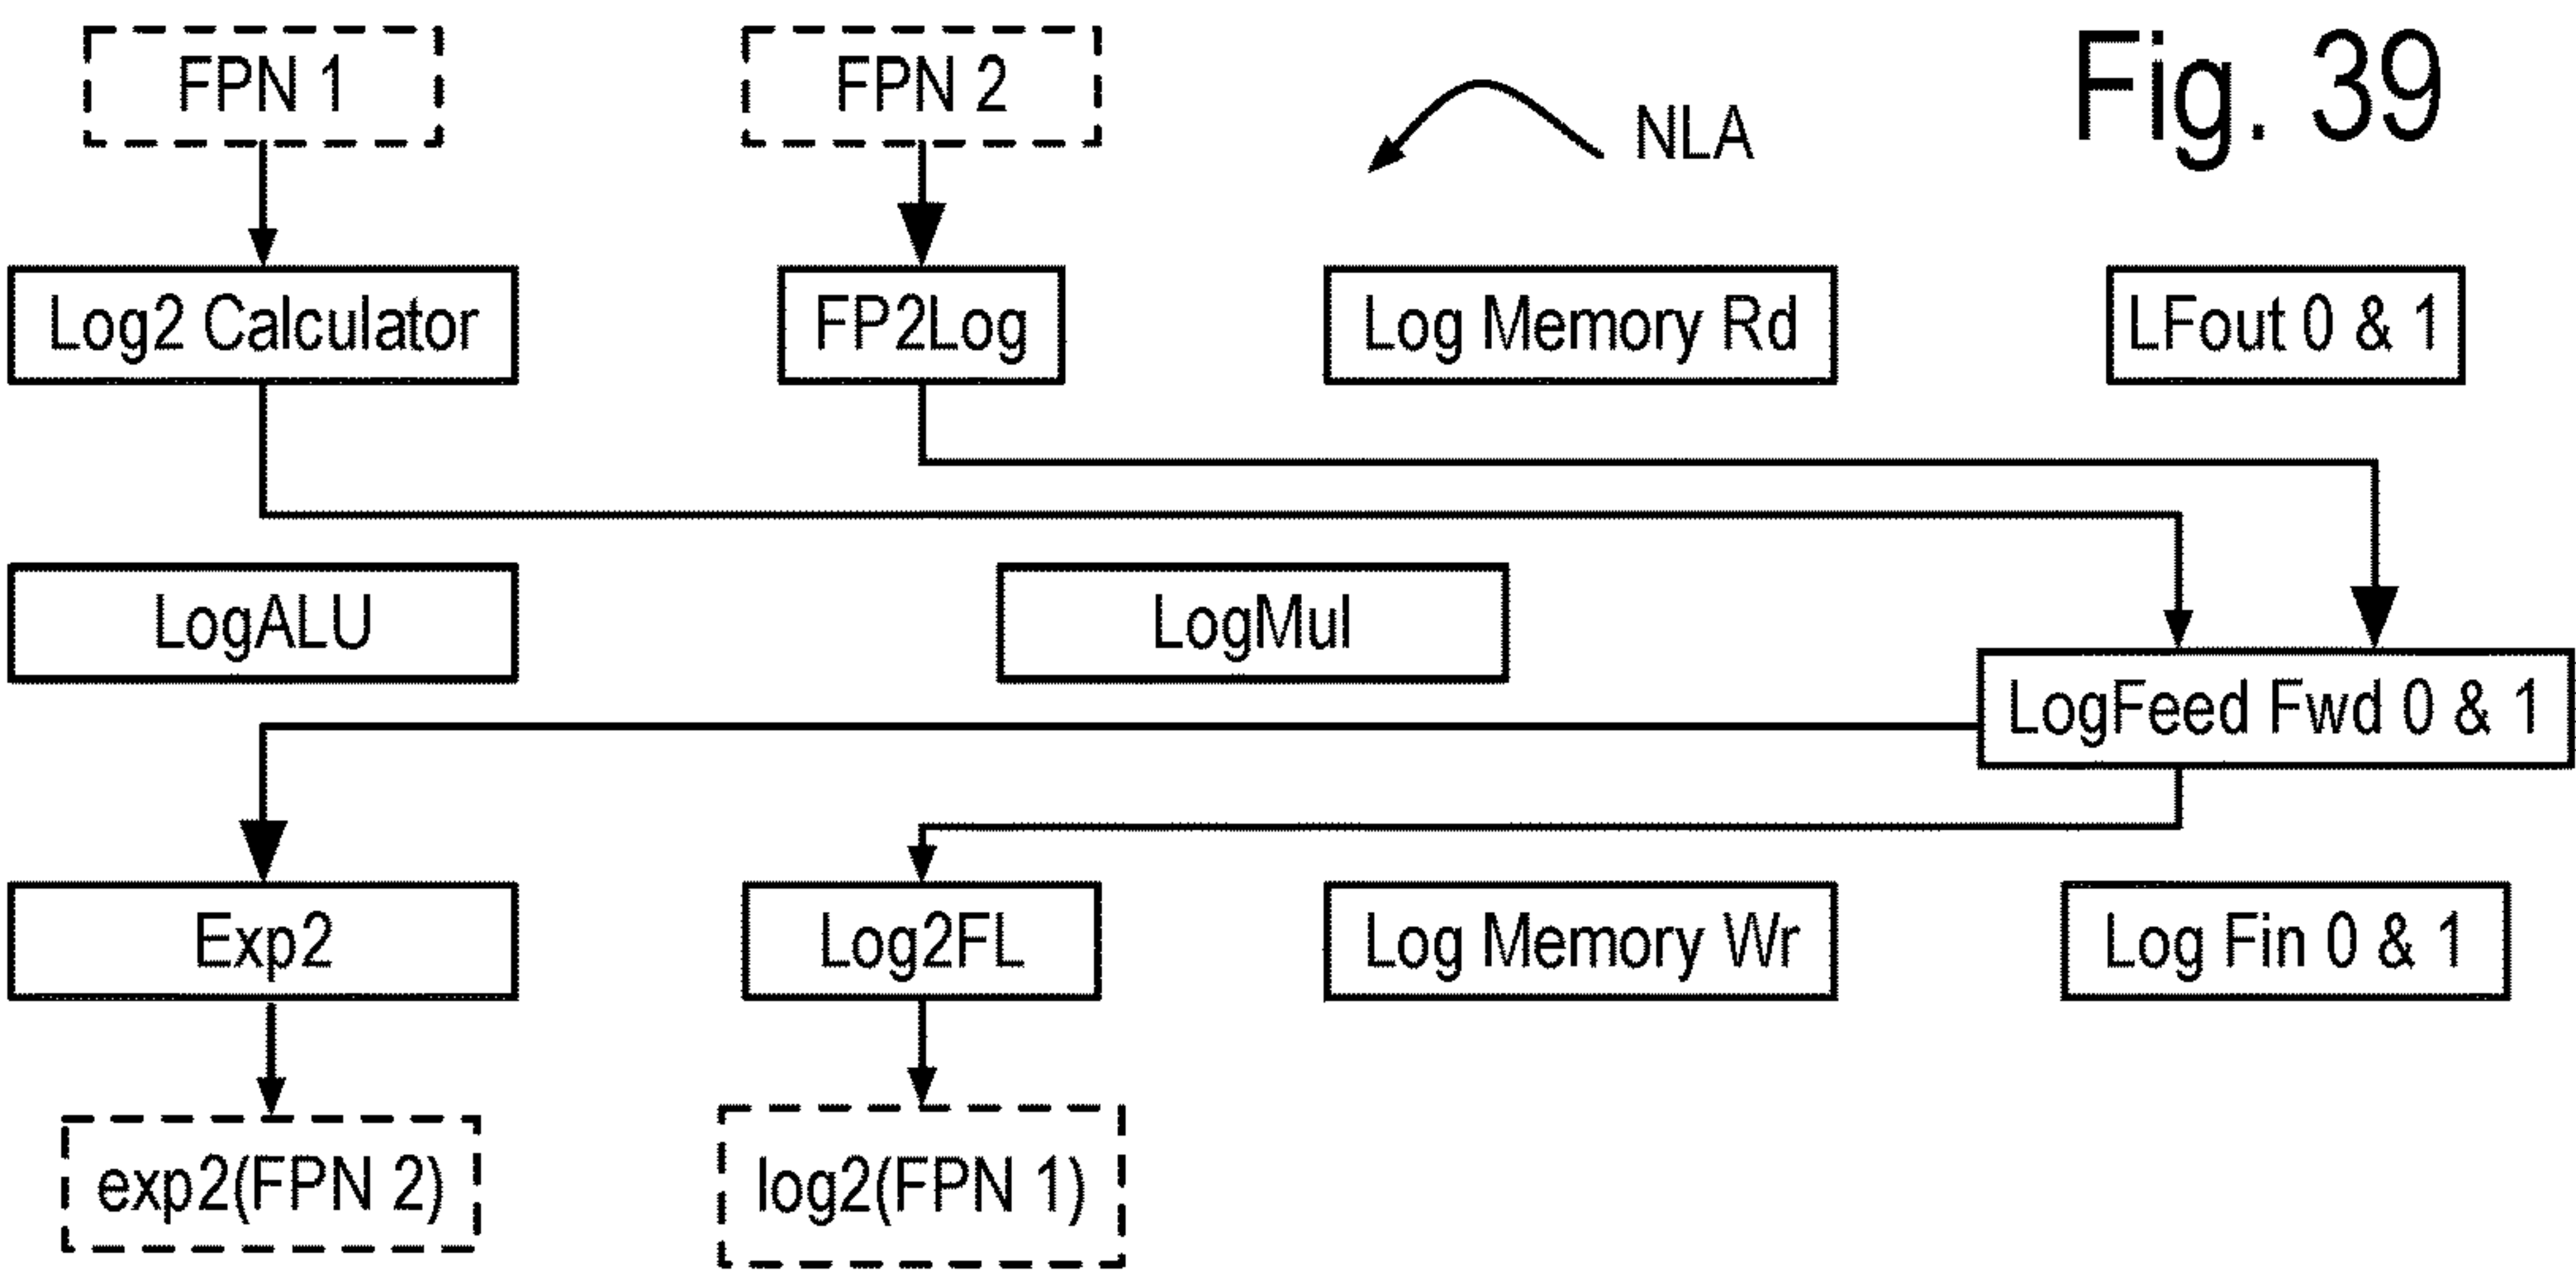 Fig. 39
FPN 1
FPN 2
NLA
Log2 Calculator
FP2Log
Log Memory Rd
LFout 0 & 1
LogALU
LogMul
LogFeed Fwd 0 & 1
Exp2
Log2FL
Log Memory Wr
Log Fin 0 & 1
exp2(FPN 2)
log2(FPN 1)